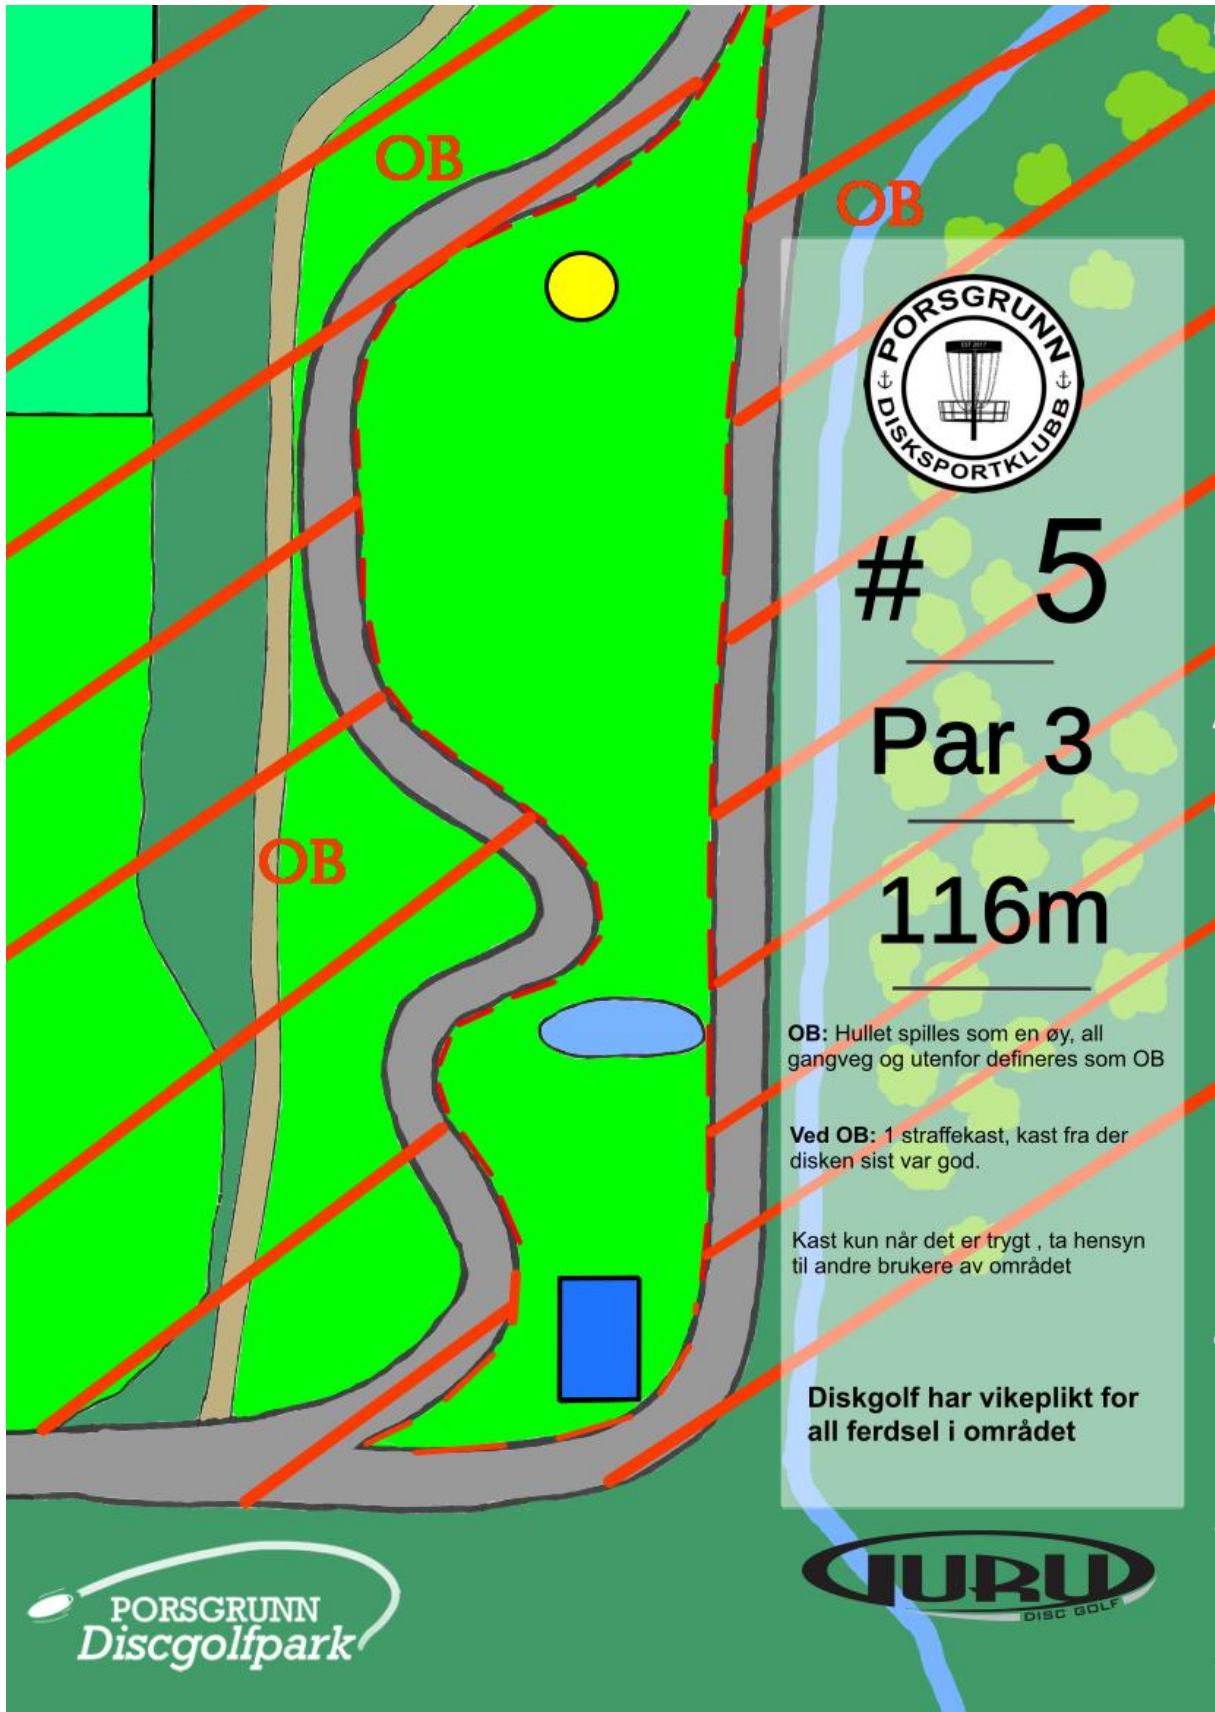 OB
OB
PORSGRUNN
EST 2017
DISKSPORTKLUBB
# 5
Par 3
116m
OB
OB: Hullet spilles som en øy, all
gangveg og utenfor defineres som OB
Ved OB: 1 straffekast, kast fra der
disken sist var god.
Kast kun når det er trygt , ta hensyn
til andre brukere av området
Diskgolf har vikeplikt for
all ferdsel i området
PORSGRUNN
Discgolfpark
GURU
DISC GOLF